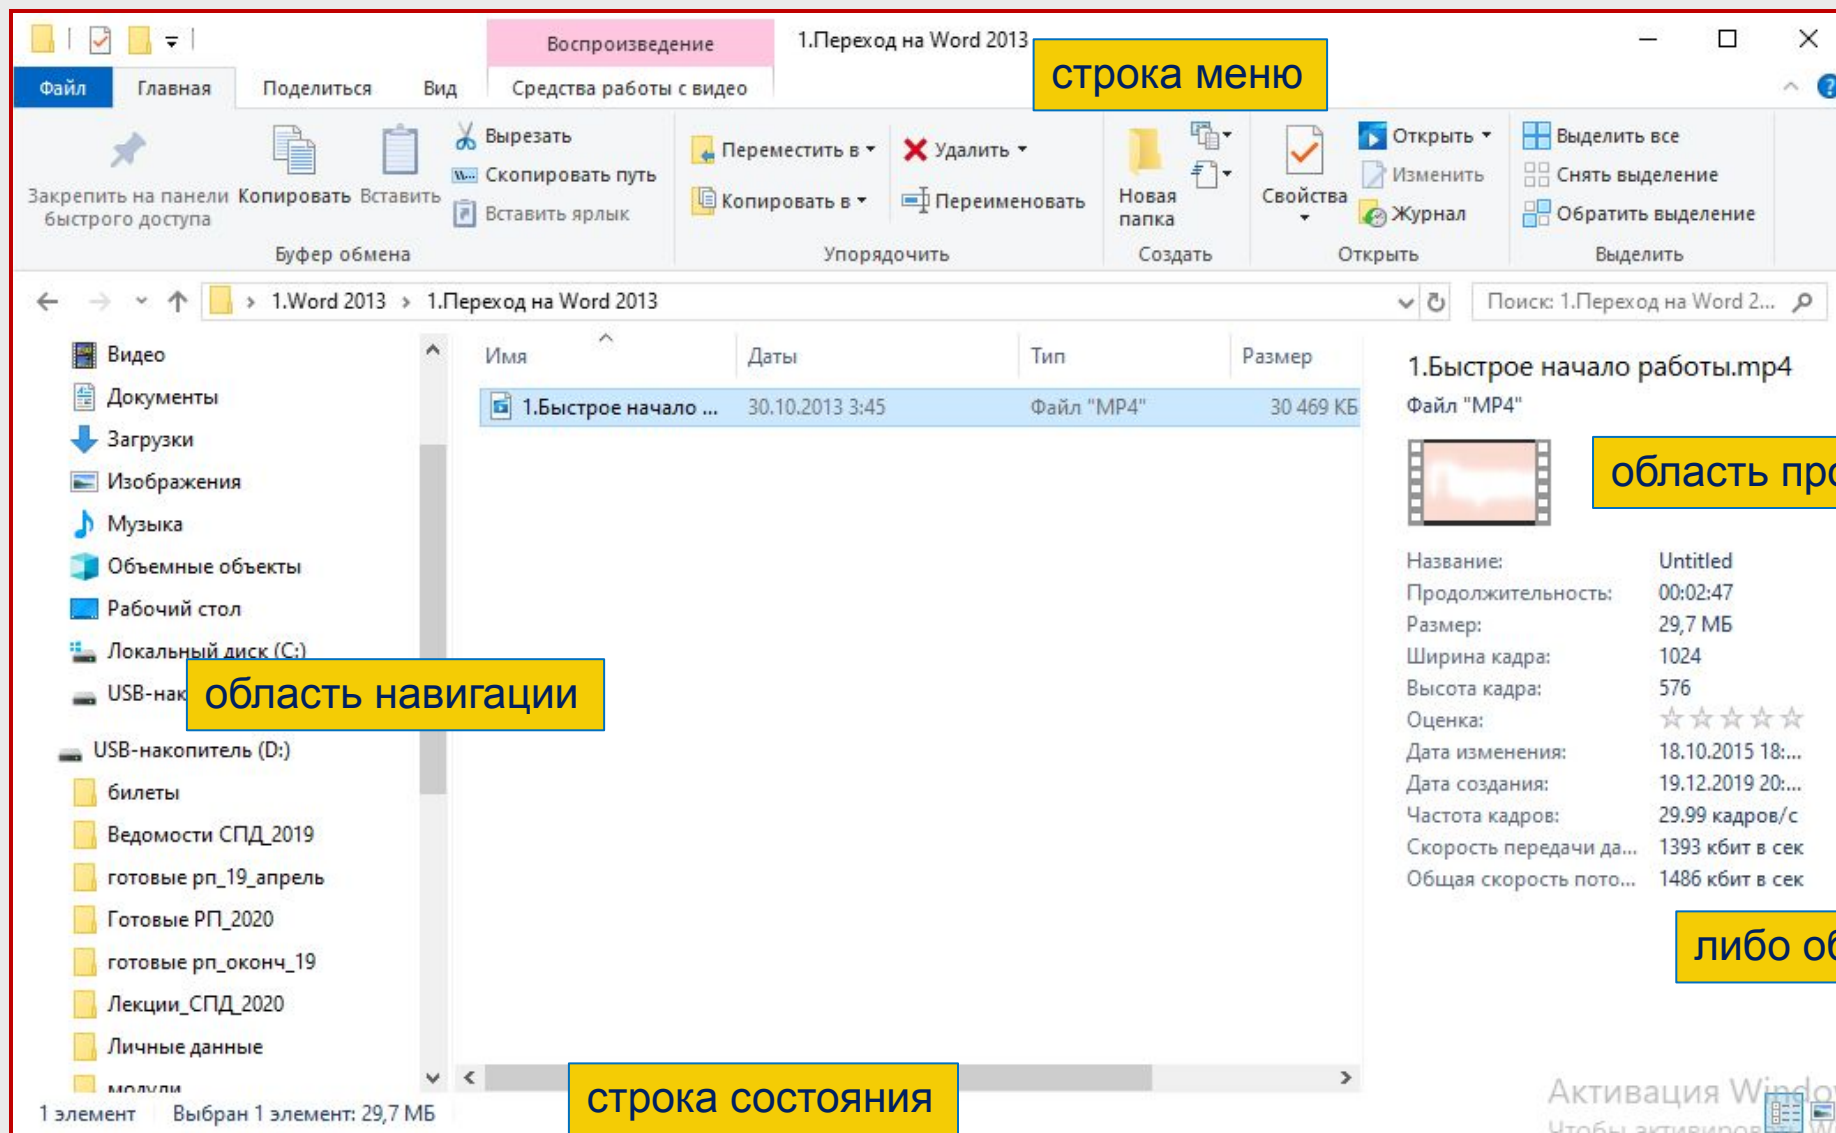 Воспроизведение 1.Переход на Word 2013
строка меню
Файл Главная Поделиться Вид Средства работы с видео
Закрепить на панели быстрого доступа
Копировать
Вставить
Вырезать
Скопировать путь
Вставить ярлык
Буфер обмена
Переместить в
Копировать в
Удалить
Переименовать
Упорядочить
Новая папка
Создать
Свойства
Открыть
Изменить
Журнал
Открыть
Выделить все
Снять выделение
Обратить выделение
Выделить
1.Word 2013 1.Переход на Word 2013
Поиск: 1.Переход на Word 2...
Видео
Документы
Загрузки
Изображения
Музыка
Объемные объекты
Рабочий стол
Локальный диск (C:)
область навигации
USB-накопитель (D:)
билеты
Ведомости СПД_2019
готовые рп_19_апрель
Готовые РП_2020
готовые рп_оконч_19
Лекции_СПД_2020
Личные данные
модули
Имя Даты Тип Размер
1.Быстрое начало ... 30.10.2013 3:45 Файл "MP4" 30 469 КБ
1.Быстрое начало работы.mp4
Файл "MP4"
область
Название: Untitled
Продолжительность: 00:02:47
Размер: 29,7 МБ
Ширина кадра: 1024
Высота кадра: 576
Оценка:
Дата изменения: 18.10.2015 18:...
Дата создания: 19.12.2019 20:...
Частота кадров: 29.99 кадров/с
Скорость передачи да... 1393 кбит в сек
Общая скорость пото... 1486 кбит в сек
либо
строка состояния
1 элемент Выбран 1 элемент: 29,7 МБ
Активация
Чтобы